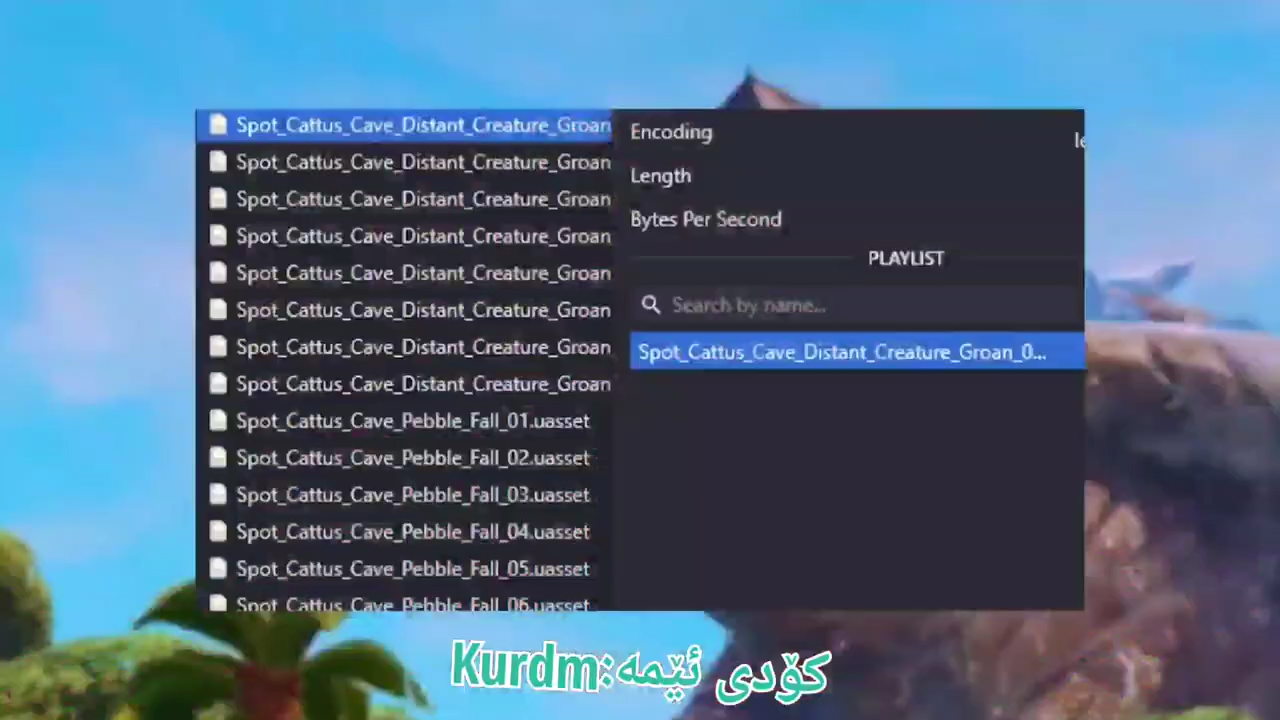 Spot_Cattus_Cave_Distant_Creature_Groan
Spot_Cattus_Cave_Distant_Creature_Groan
Spot_Cattus_Cave_Distant_Creature_Groan
Spot_Cattus_Cave_Distant_Creature_Groan
Spot_Cattus_Cave_Distant_Creature_Groan
Spot_Cattus_Cave_Distant_Creature_Groan
Spot_Cattus_Cave_Distant_Creature_Groan
Spot_Cattus_Cave_Distant_Creature_Groan
Spot_Cattus_Cave_Pebble_Fall_01.uasset
Spot_Cattus_Cave_Pebble_Fall_02.uasset
Spot_Cattus_Cave_Pebble_Fall_03.uasset
Spot_Cattus_Cave_Pebble_Fall_04.uasset
Spot_Cattus_Cave_Pebble_Fall_05.uasset
Spot_Cattus_Cave_Pebble_Fall_06.uasset
Encoding
Length
Bytes Per Second
PLAYLIST
Search by name...
Spot_Cattus_Cave_Distant_Creature_Groan_0...
کۆدی ئێمە:Kurdm